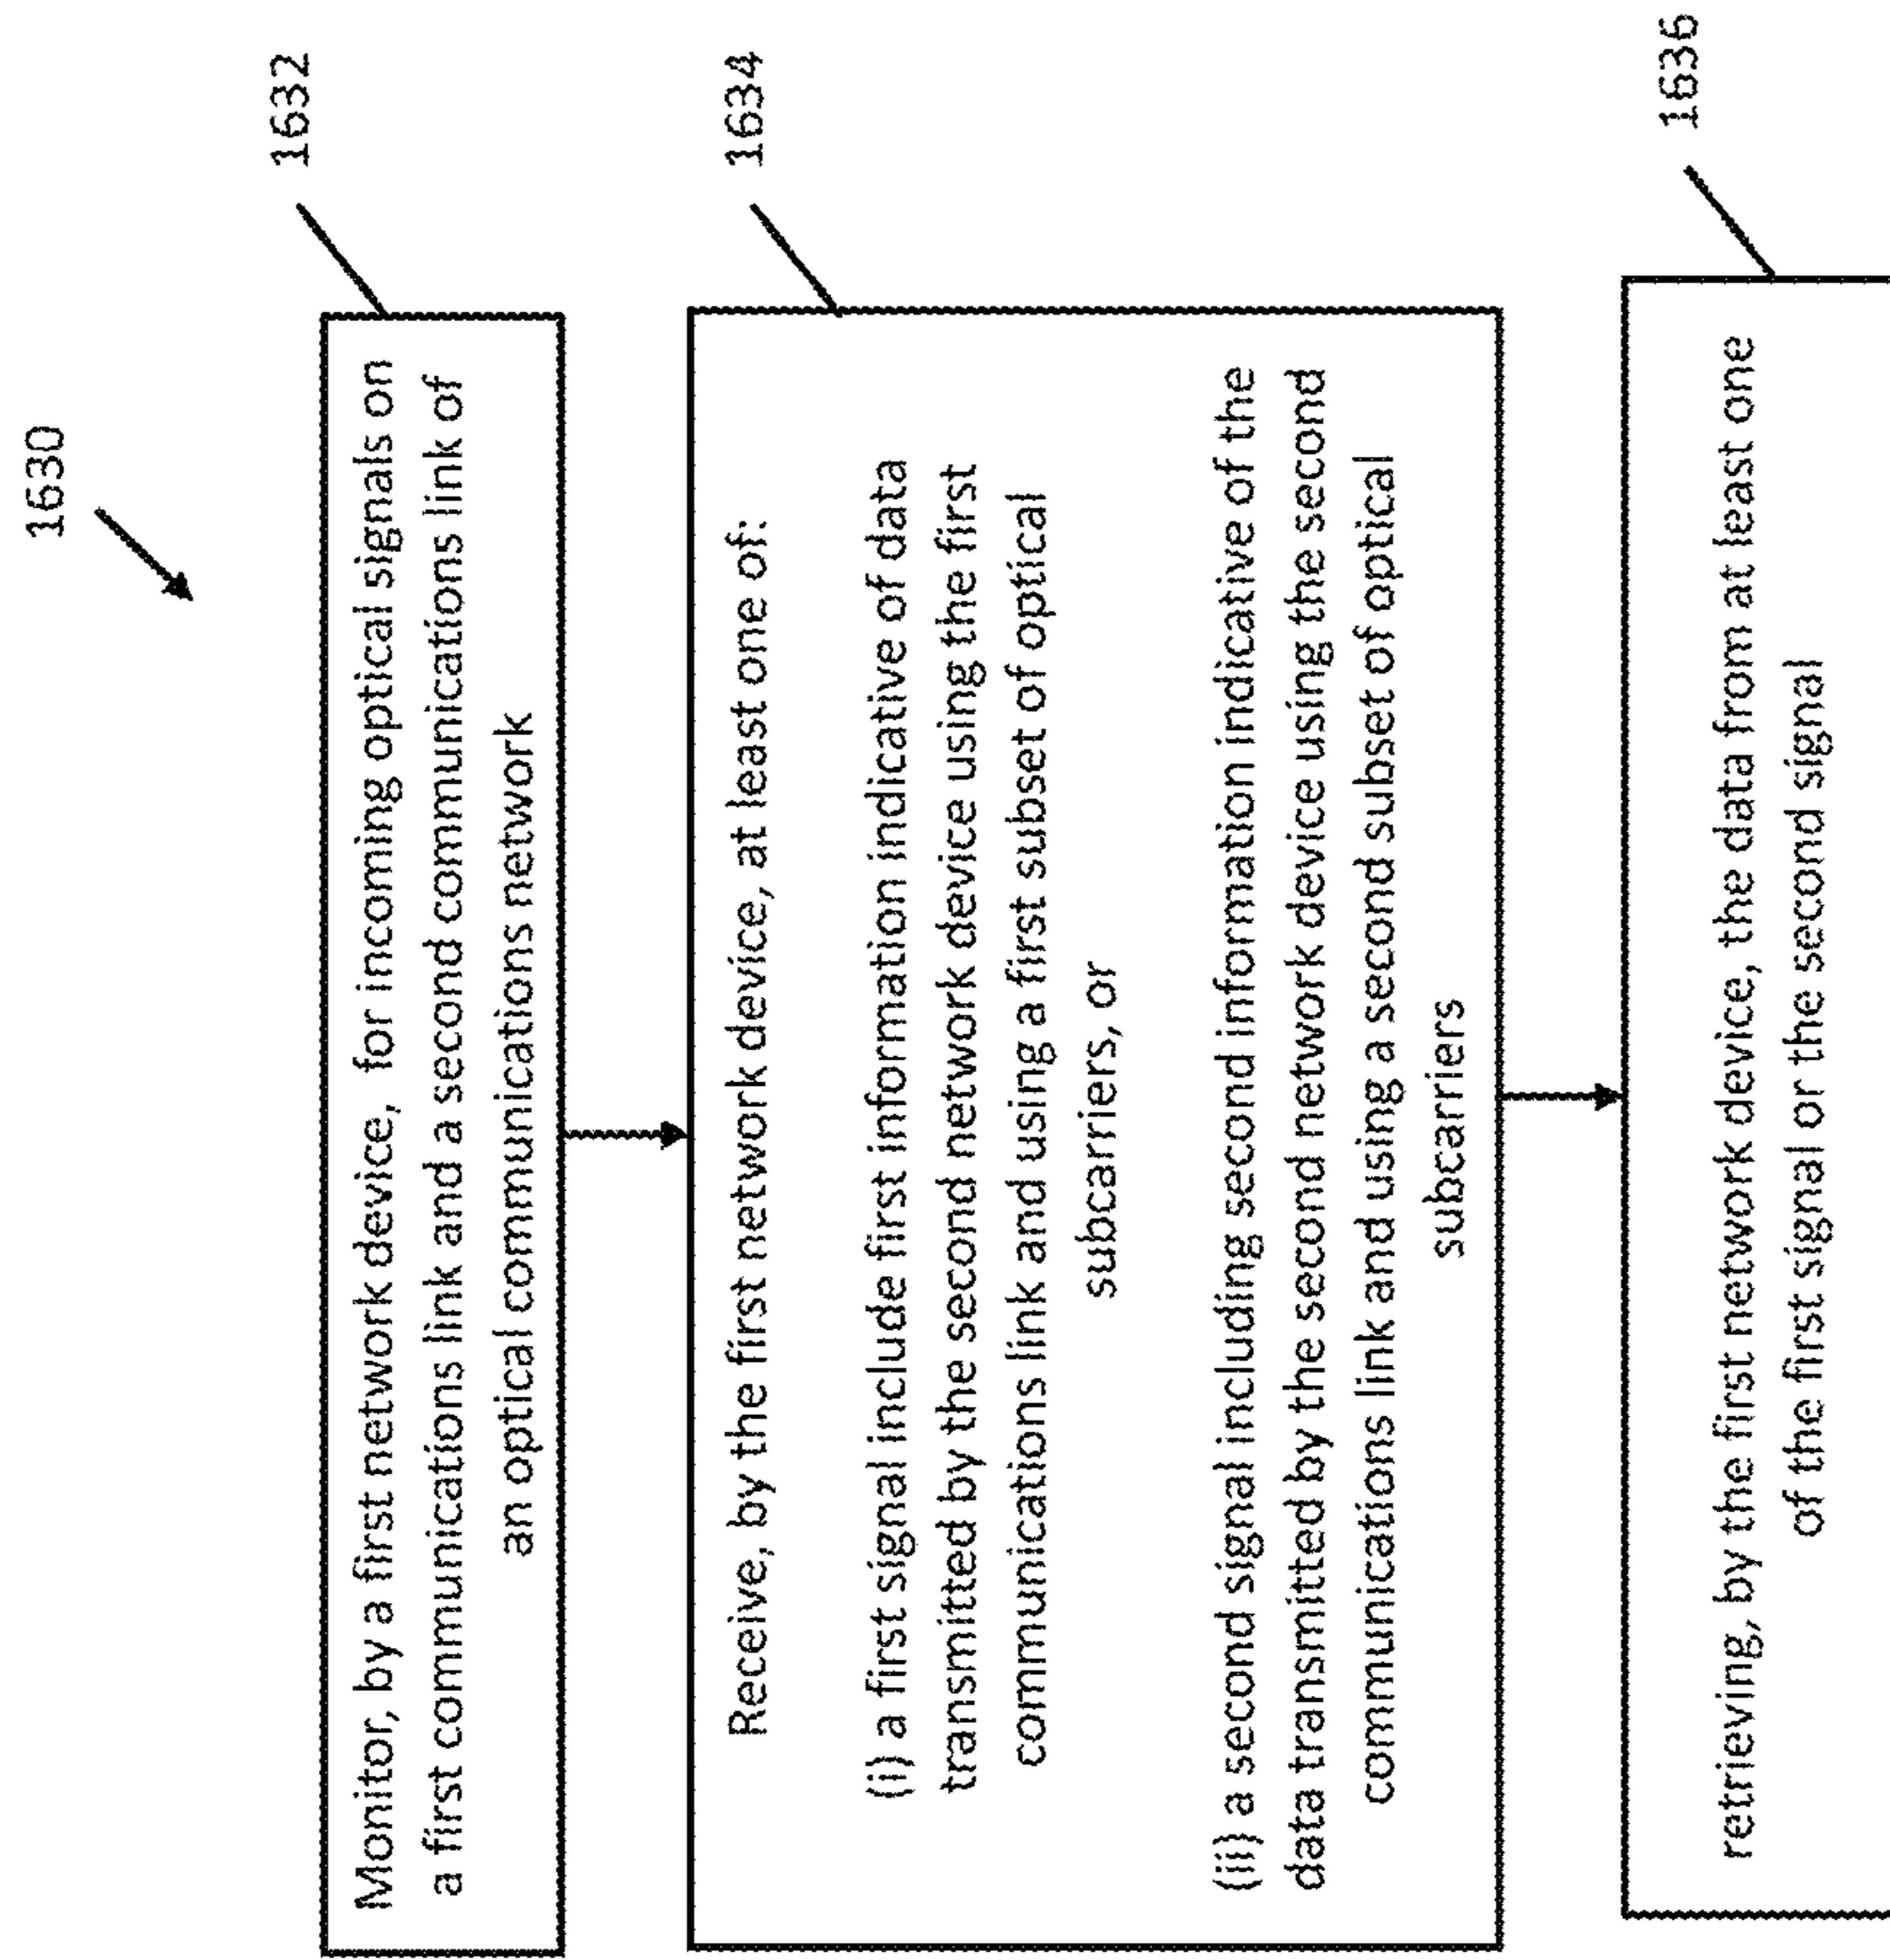 1630
1632
Monitor, by a first network device, for incoming optical signals on
a first communications link and a second communications link of
an optical communications network
1634
Receive, by the first network device, at least one of:
(i) a first signal include first information indicative of data
transmitted by the second network device using the first
communications link and using a first subset of optical
subcarriers, or
(ii) a second signal including second information indicative of the
data transmitted by the second network device using the second
communications link and using a second subset of optical
subcarriers
1636
retrieving, by the first network device, the data from at least one
of the first signal or the second signal